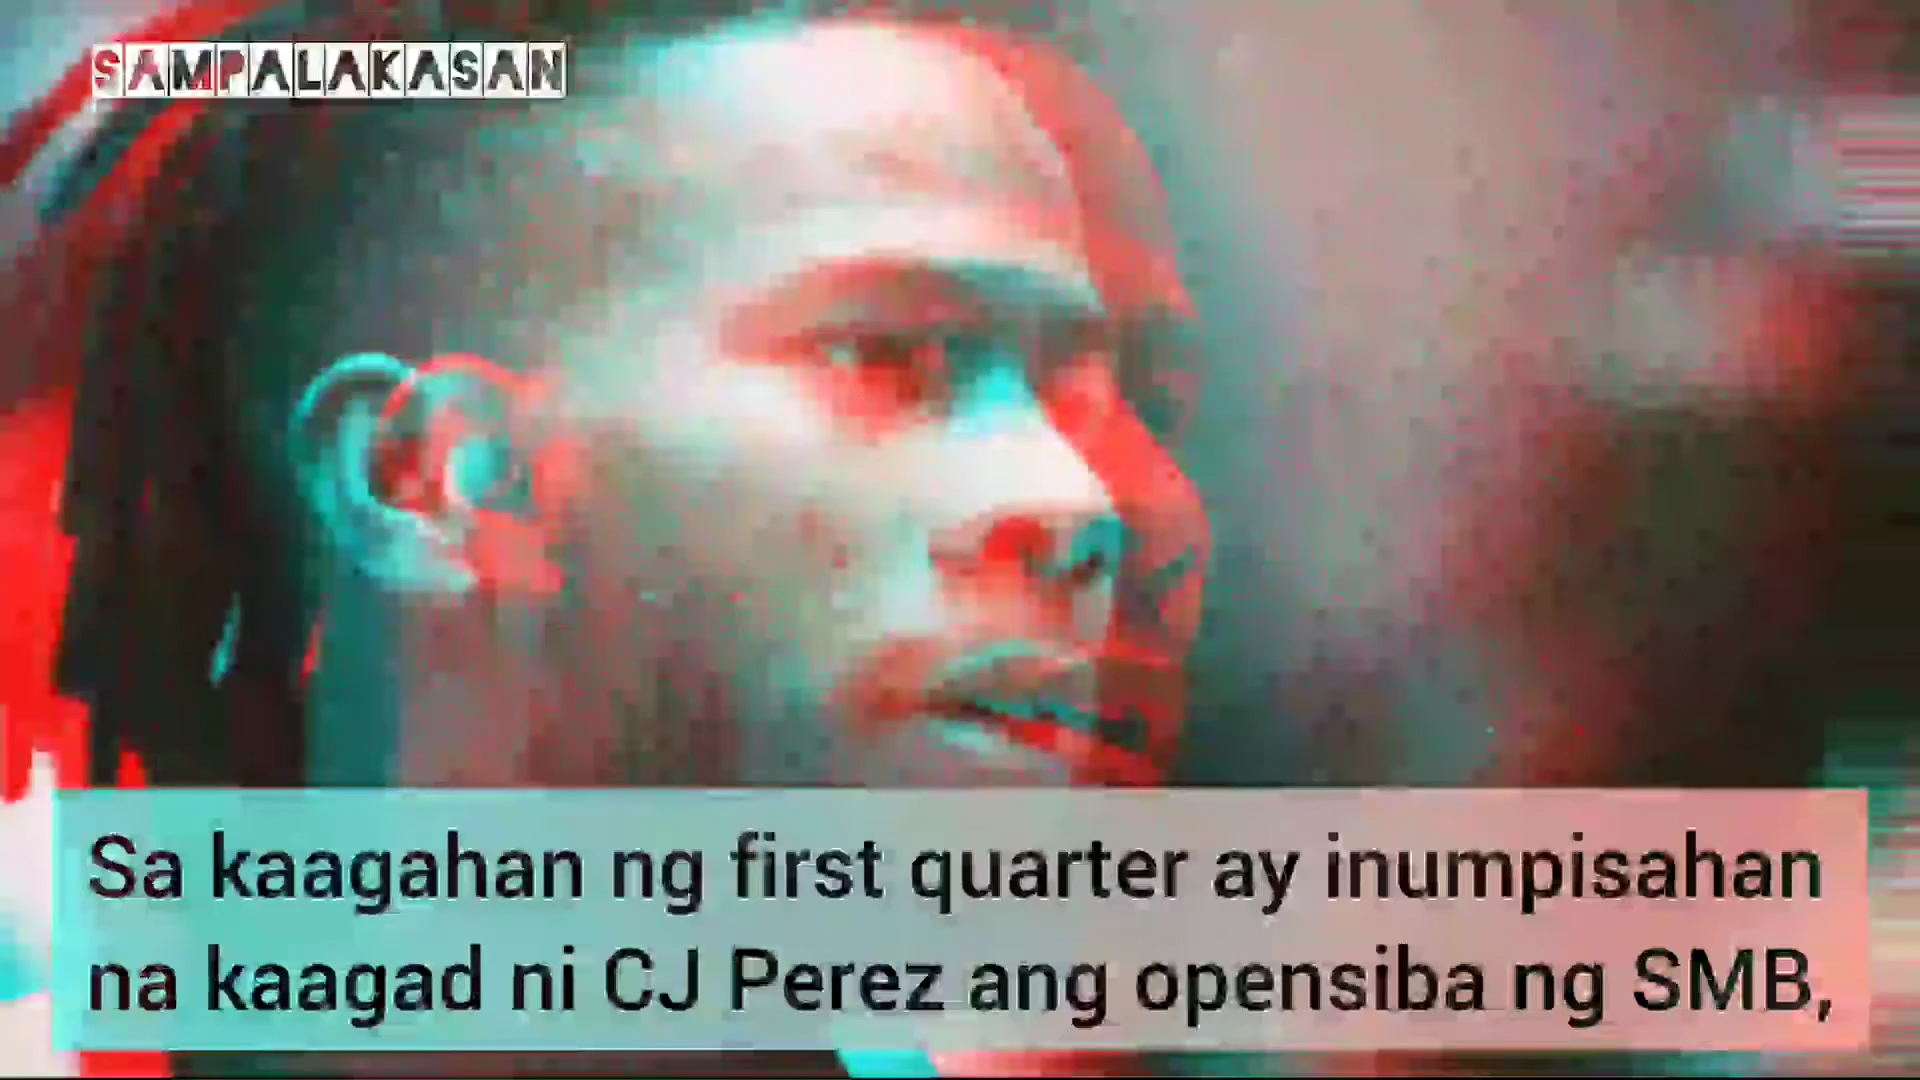 SAMPALAKASAN
Sa kaagahan ng first quarter ay inumpisahan
na kaagad ni CJ Perez ang opensiba ng SMB,